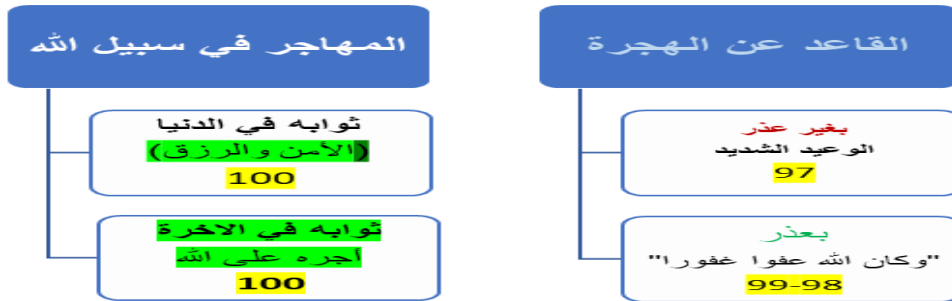 القاعد عن الهجرة
بغير عذر
الوعيد الشديد
97
بعذر
"وكان الله عفوا غفورا"
99-98
المهاجر في سبيل الله
ثوابه في الدنيا
(الأمن والرزق)
100
ثوابه في الاخرة
أجره على الله
100